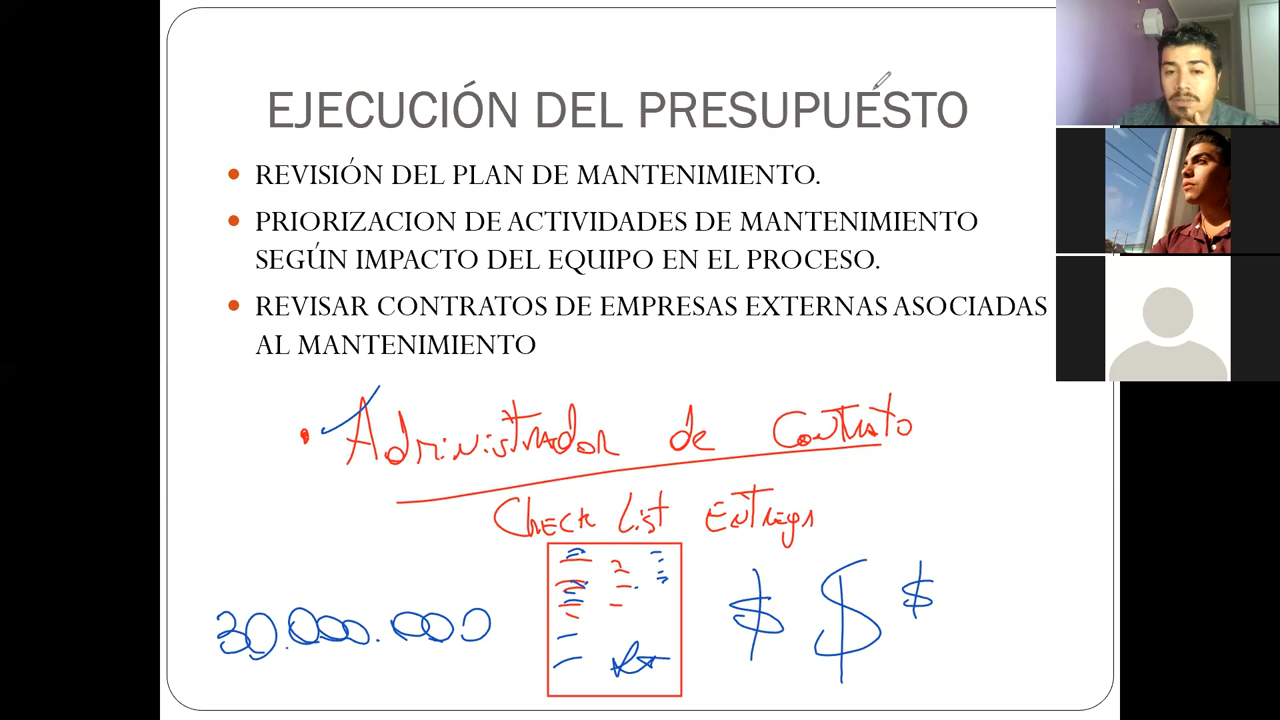 EJECUCIÓN DEL PRESUPUESTO
• REVISIÓN DEL PLAN DE MANTENIMIENTO.
• PRIORIZACION DE ACTIVIDADES DE MANTENIMIENTO
SEGÚN IMPACTO DEL EQUIPO EN EL PROCESO.
• REVISAR CONTRATOS DE EMPRESAS EXTERNAS ASOCIADAS
AL MANTENIMIENTO
• Administrador de Contrato
Check List Entrega
30.000.000
$ $ $